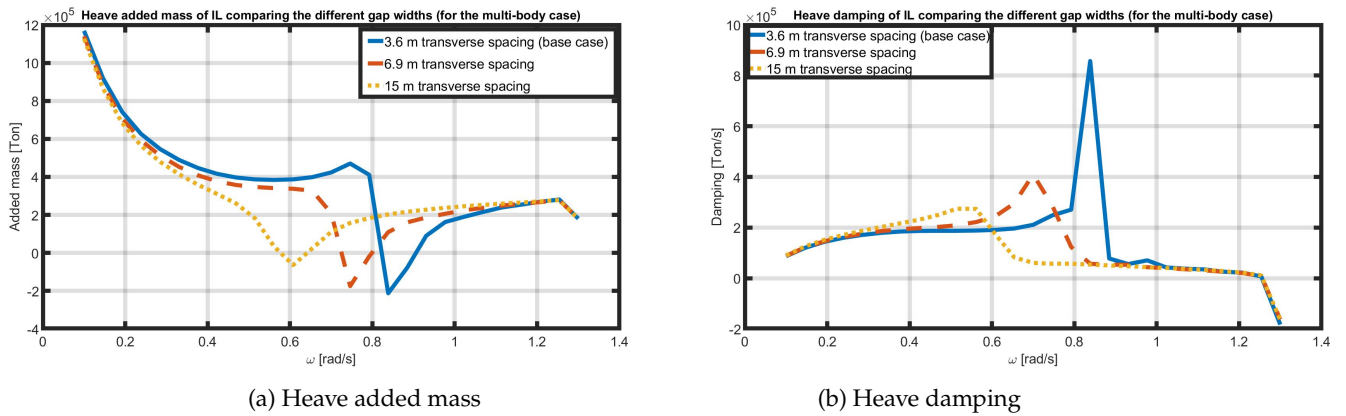 Heave added mass of IL comparing the different gap widths (for the multi-body case)
×10⁵
12
10
8
6
4
2
0
-2
-4
Added mass [Ton]
3.6 m transverse spacing (base case)
6.9 m transverse spacing
15 m transverse spacing
0 0.2 0.4 0.6 0.8 1 1.2 1.4
ω [rad/s]
(a) Heave added mass
Heave damping of IL comparing the different gap widths (for the multi-body case)
×10⁵
10
8
6
4
2
0
-2
Damping [Ton/s]
3.6 m transverse spacing (base case)
6.9 m transverse spacing
15 m transverse spacing
0 0.2 0.4 0.6 0.8 1 1.2 1.4
ω [rad/s]
(b) Heave damping